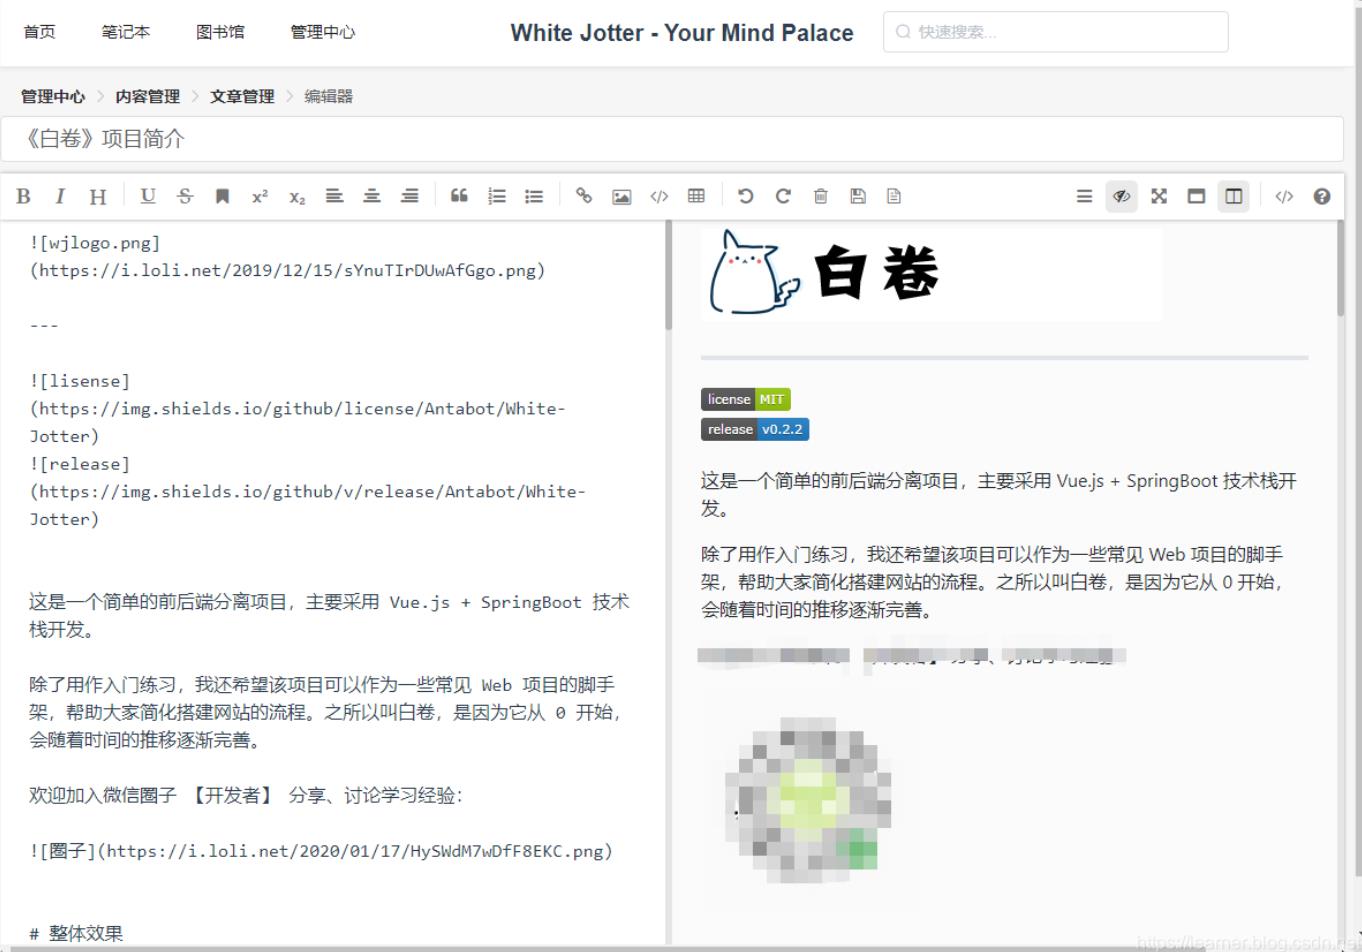 首页 笔记本 图书馆 管理中心 White Jotter - Your Mind Palace 快速搜索...
管理中心 内容管理 文章管理 编辑器
《白卷》项目简介
![wjlogo.png]
(https://i.loli.net/2019/12/15/sYnuTIrDUwAfGgo.png)
---
![lisense]
(https://img.shields.io/github/license/Antabot/White-
Jotter)
![release]
(https://img.shields.io/github/v/release/Antabot/White-
Jotter)
这是一个简单的前后端分离项目，主要采用 Vue.js + SpringBoot 技术
栈开发。
除了用作入门练习，我还希望该项目可以作为一些常见 Web 项目的脚手
架，帮助大家简化搭建网站的流程。之所以叫白卷，是因为它从 0 开始，
会随着时间的推移逐渐完善。
欢迎加入微信圈子 【开发者】 分享、讨论学习经验：
![圈子](https://i.loli.net/2020/01/17/HySWdM7wDfF8EKC.png)
# 整体效果
白卷
license MIT
release v0.2.2
这是一个简单的前后端分离项目，主要采用 Vue.js + SpringBoot 技术栈开
发。
除了用作入门练习，我还希望该项目可以作为一些常见 Web 项目的脚手
架，帮助大家简化搭建网站的流程。之所以叫白卷，是因为它从 0 开始，
会随着时间的推移逐渐完善。
https://learnar.blog.csdn.net